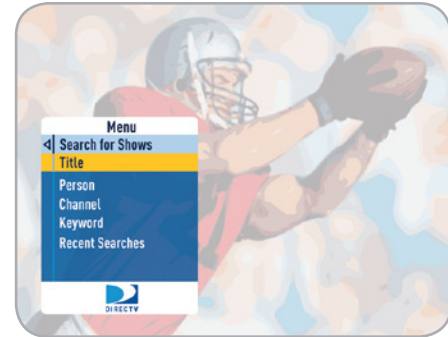 Menu
Search for Shows
Title
Person
Channel
Keyword
Recent Searches
DIRECTV